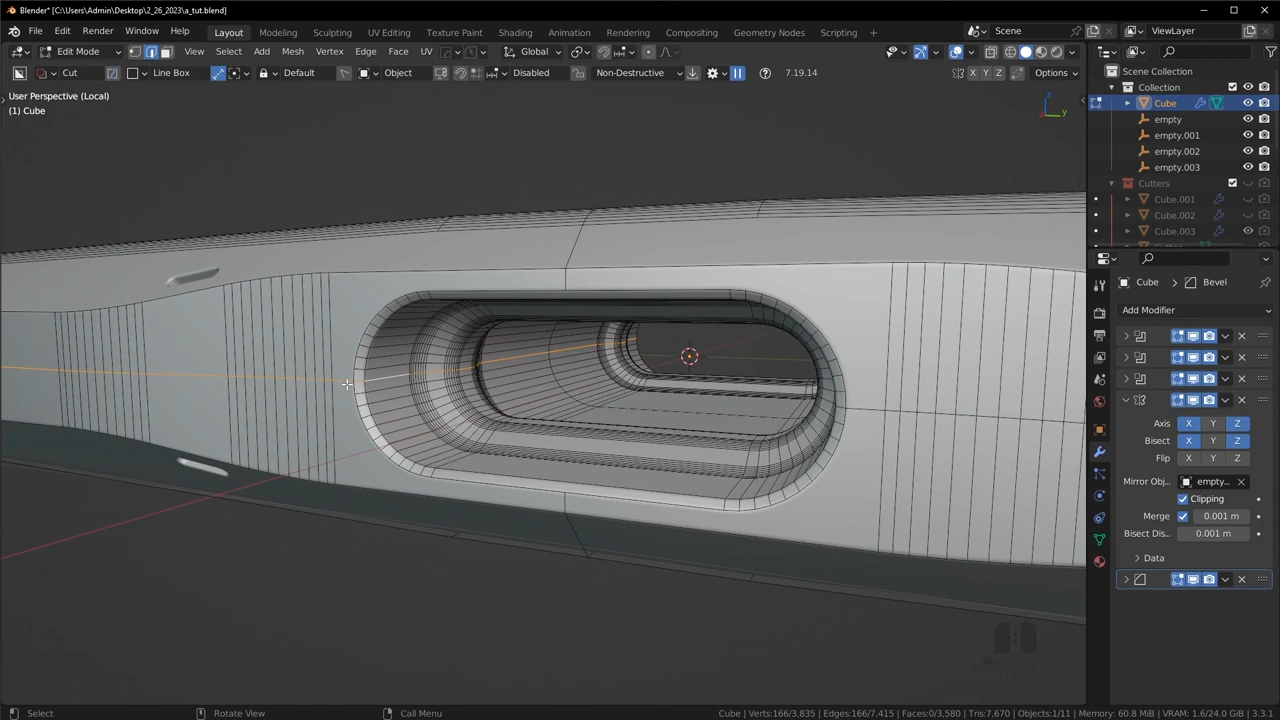 Blender* [C:\Users\Admin\Desktop\2_26_2023\a_tut.blend]
File Edit Render Window Help Layout Modeling Sculpting UV Editing Texture Paint Shading Animation Rendering Compositing Geometry Nodes Scripting Scene ViewLayer
Edit Mode View Select Add Mesh Vertex Edge Face UV Global
Cut Line Box Default Object Disabled Non-Destructive 7.19.14 X Y Z Options
User Perspective (Local)
(1) Cube
Z
Y
Scene Collection
Collection
Cube
empty
empty.001
empty.002
empty.003
Cutters
Cube.001
Cube.002
Cube.003
Cube Bevel
Add Modifier
Axis X Y Z
Bisect X Y Z
Flip X Y Z
Mirror Obj.. empty...
Clipping
Merge 0.001 m
Bisect Dis... 0.001 m
Data
Select Rotate View Call Menu Cube | Verts:166/3,835 | Edges:166/7,415 | Faces:0/3,580 | Tris:7,670 | Objects:1/11 | Memory: 60.8 MiB | VRAM: 1.6/24.0 GiB | 3.3.1